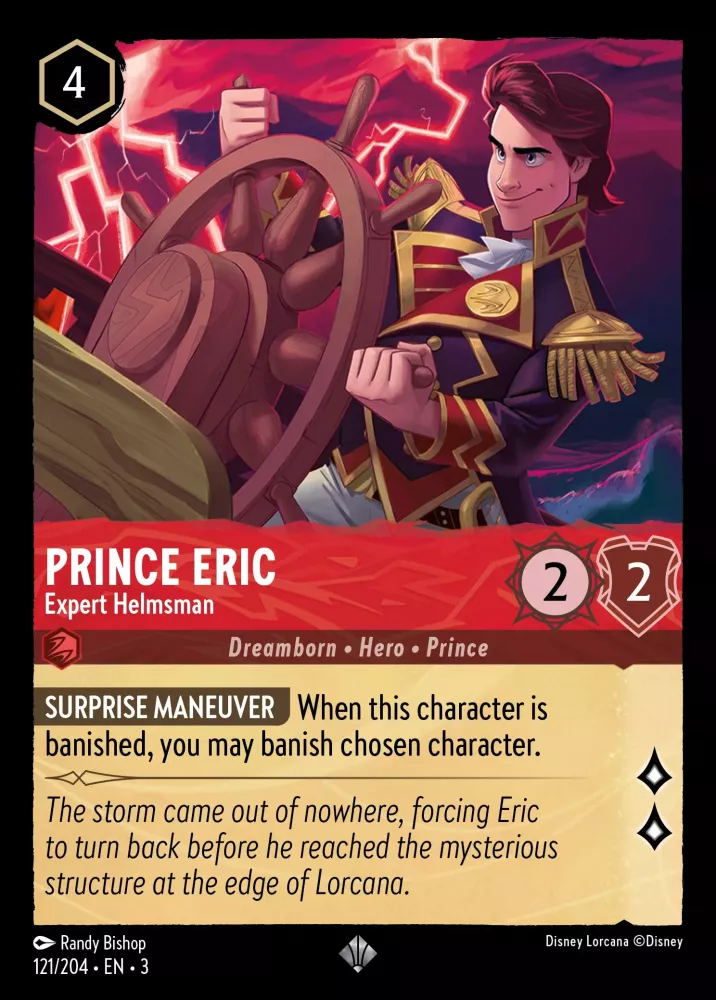 4
PRINCE ERIC
Expert Helmsman
2
2
Dreamborn • Hero • Prince
SURPRISE MANEUVER When this character is
banished, you may banish chosen character.
The storm came out of nowhere, forcing Eric
to turn back before he reached the mysterious
structure at the edge of Lorcana.
Randy Bishop
Disney Lorcana ©Disney
121/204 • EN • 3